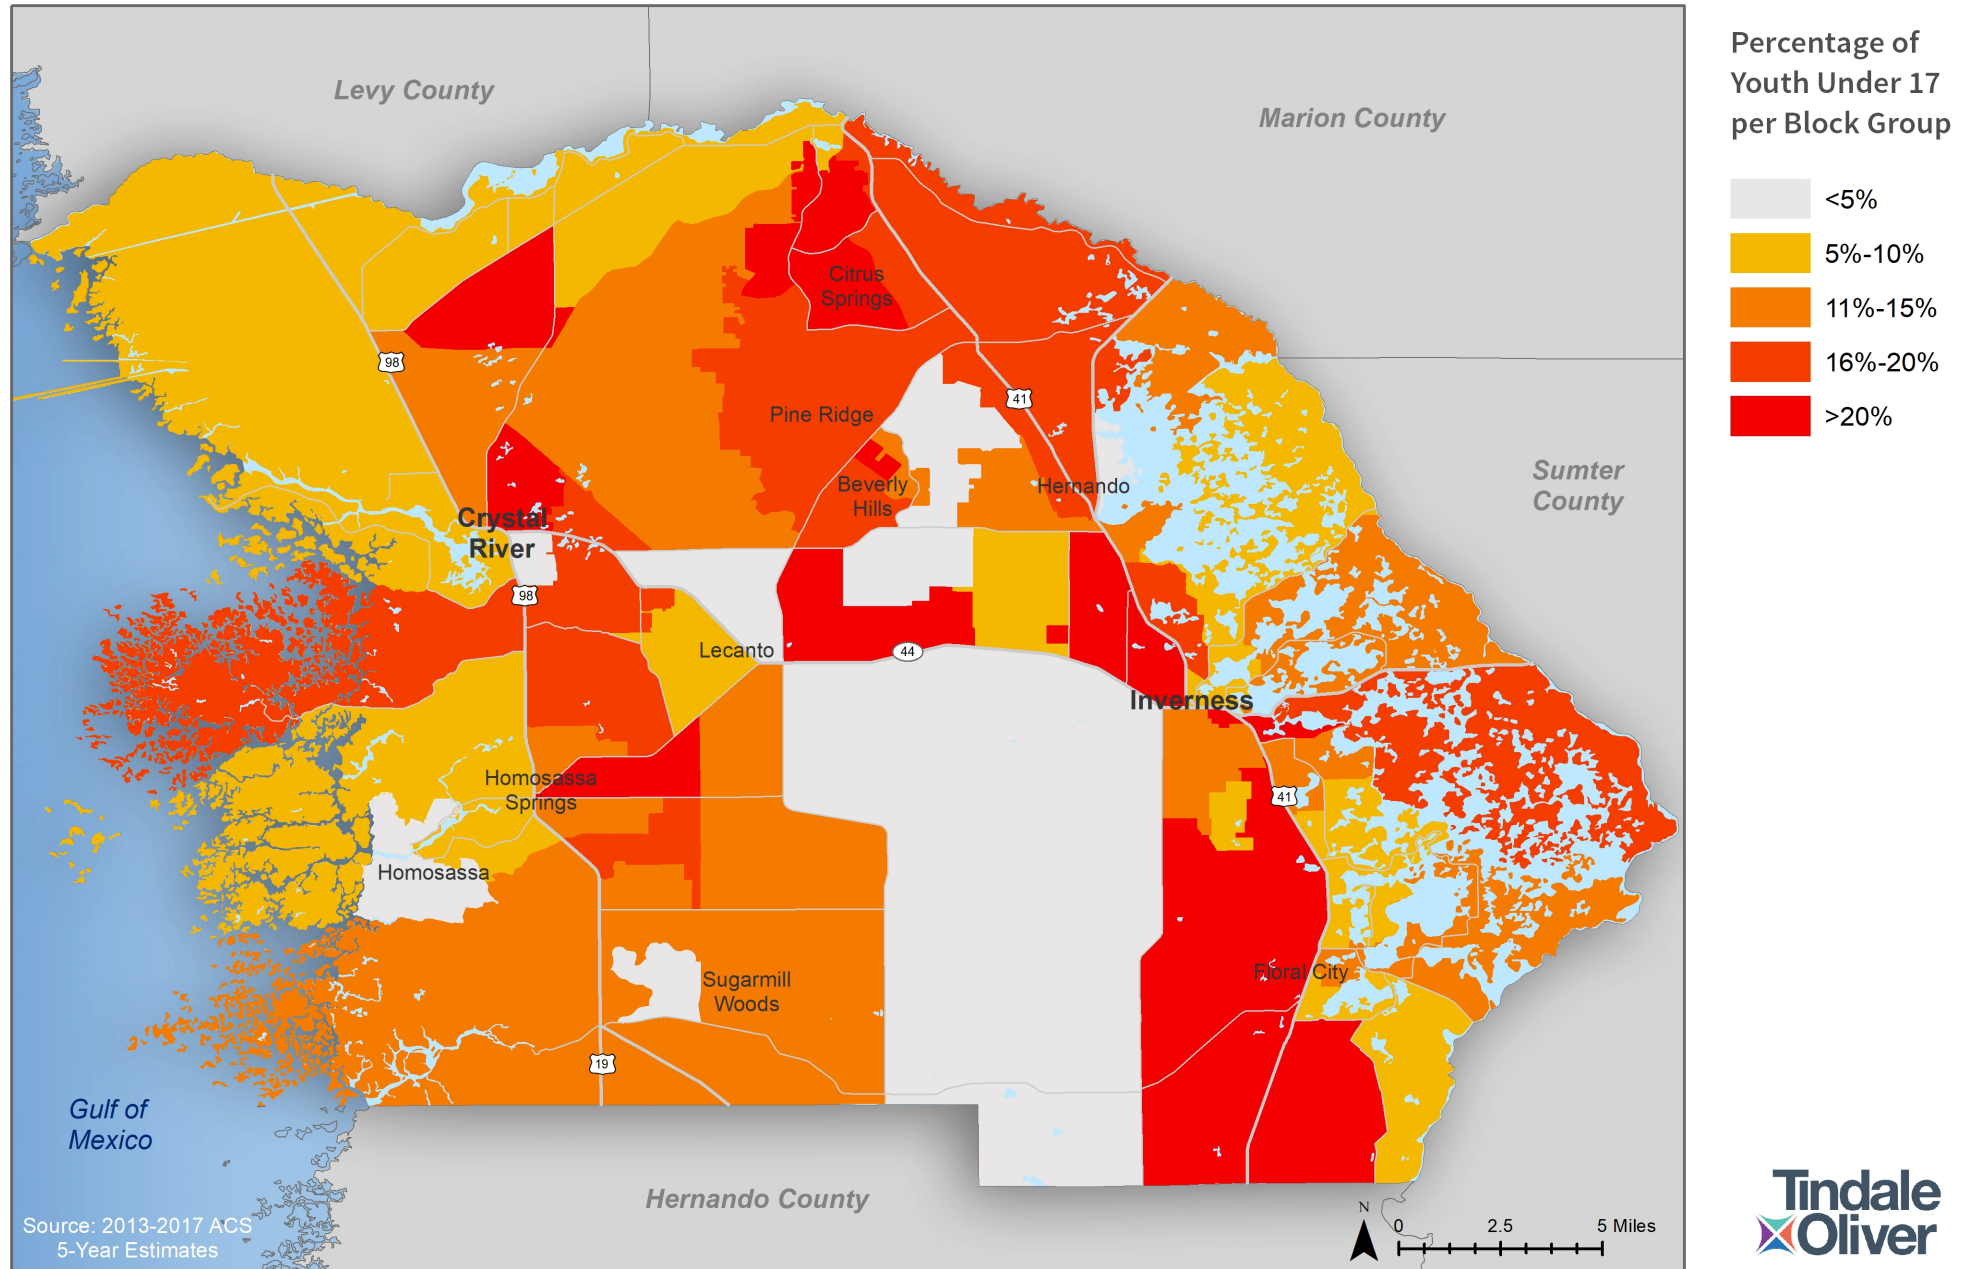 Percentage of
Youth Under 17
per Block Group
<5%
5%-10%
11%-15%
16%-20%
>20%
Levy County
Marion County
Sumter
County
Citrus
Springs
98
41
Pine Ridge
Beverly
Hills
Hernando
Crystal
River
98
Lecanto
44
Inverness
Homosassa
Springs
41
Homosassa
Floral City
Sugarmill
Woods
19
Gulf of
Mexico
Hernando County
Source: 2013-2017 ACS
5-Year Estimates
N
0 2.5 5 Miles
Tindale
Oliver